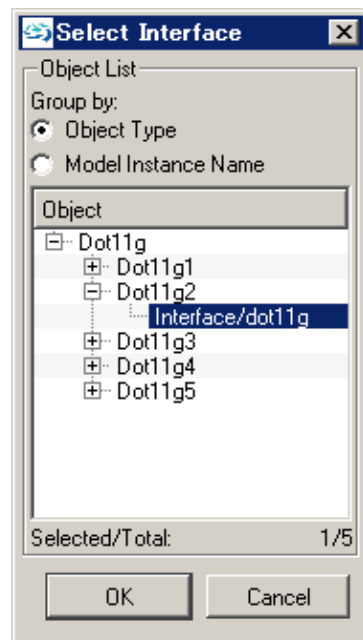 Select Interface
Object List
Group by:
Object Type
Model Instance Name
Object
Dot11g
Dot11g1
Dot11g2
Interface/dot11g
Dot11g3
Dot11g4
Dot11g5
Selected/Total: 1/5
OK Cancel